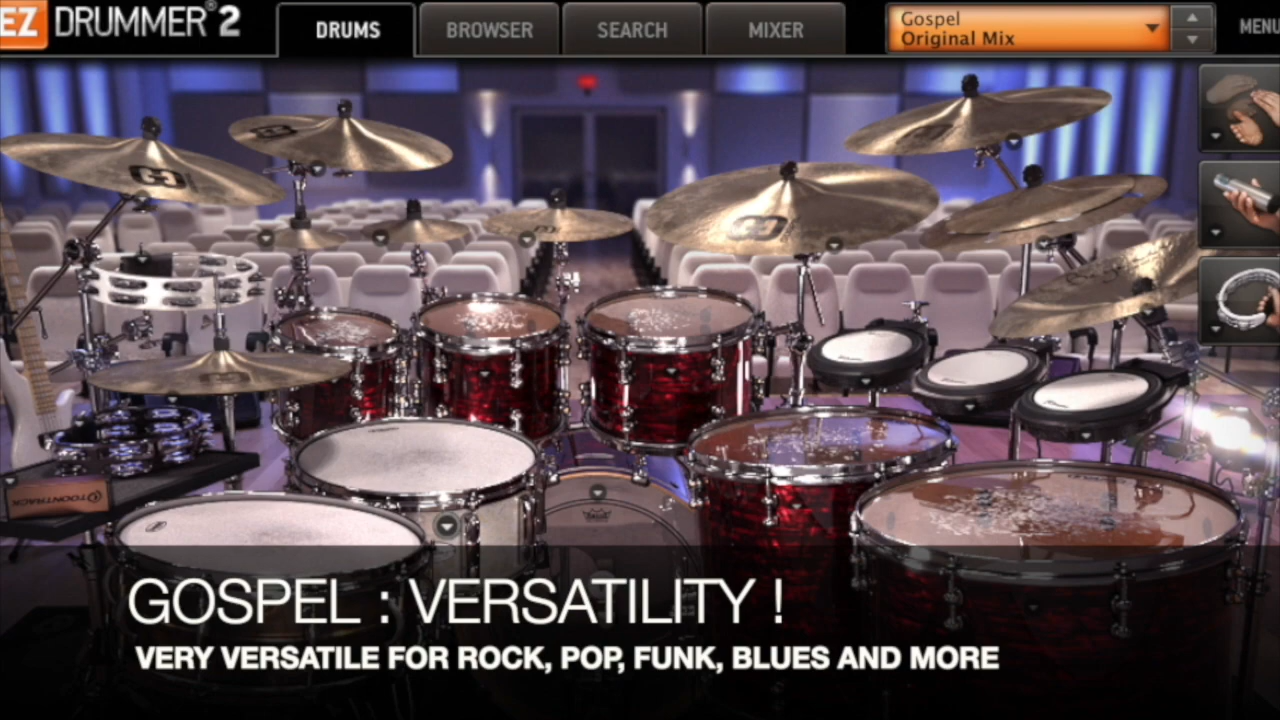 EZ DRUMMER® 2
DRUMS
BROWSER
SEARCH
MIXER
Gospel
Original Mix
MENU
TOONTRACK
GOSPEL : VERSATILITY !
VERY VERSATILE FOR ROCK, POP, FUNK, BLUES AND MORE